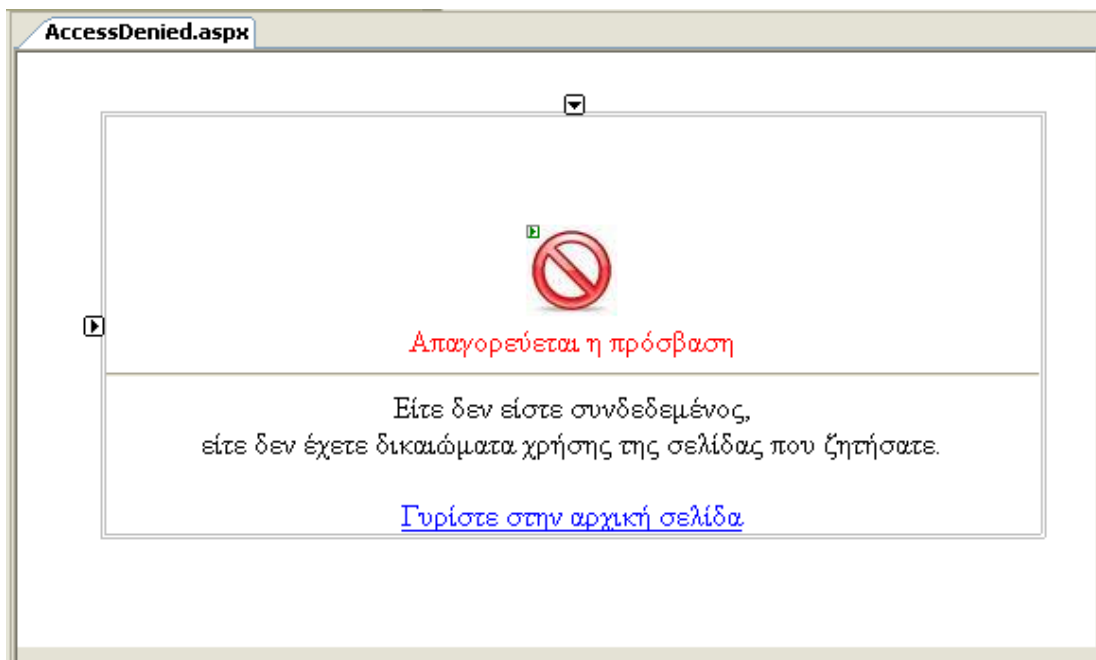 AccessDenied.aspx
Απαγορεύεται η πρόσβαση
Είτε δεν είστε συνδεδεμένος,
είτε δεν έχετε δικαιώματα χρήσης της σελίδας που ζητήσατε.
Γυρίστε στην αρχική σελίδα